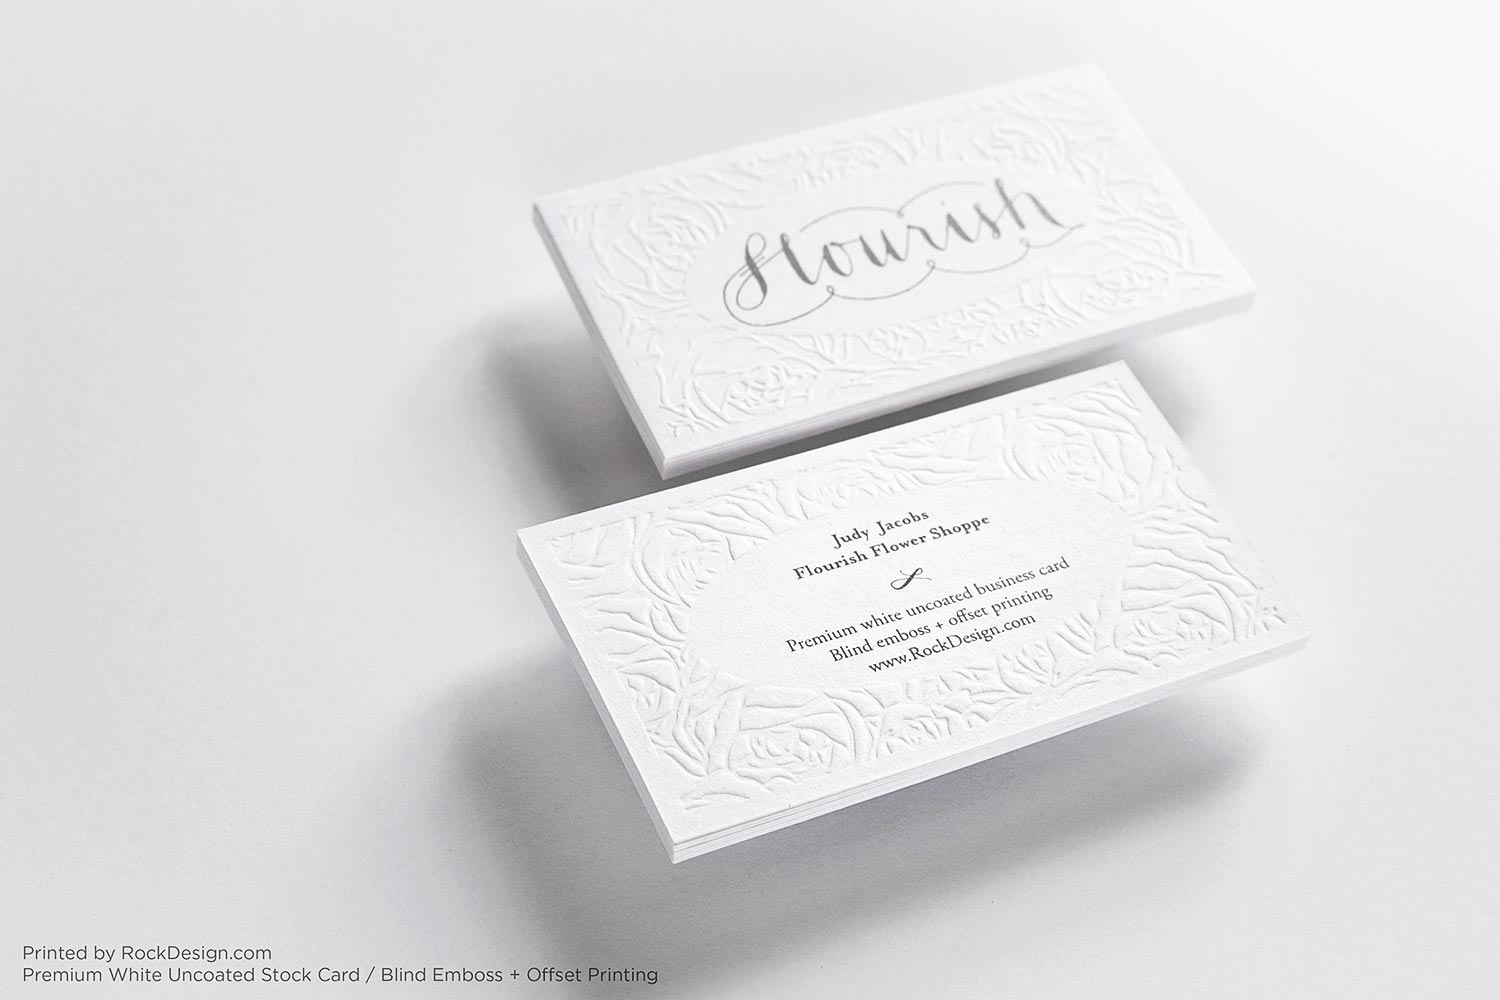 flourish
Judy Jacobs
Flourish Flower Shoppe
Premium white uncoated business card
Blind emboss + offset printing
www.RockDesign.com
Printed by RockDesign.com
Premium White Uncoated Stock Card / Blind Emboss + Offset Printing